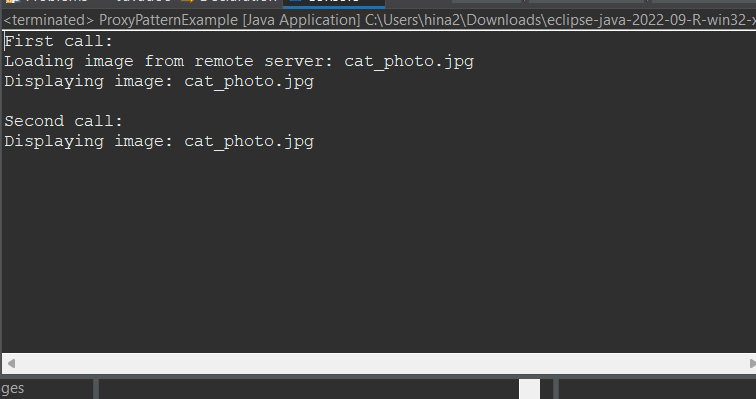 Declaration
<terminated> ProxyPatternExample [Java Application] C:\Users\hina2\Downloads\eclipse-java-2022-09-R-win32-x
First call:
Loading image from remote server: cat_photo.jpg
Displaying image: cat_photo.jpg
Second call:
Displaying image: cat_photo.jpg
ges